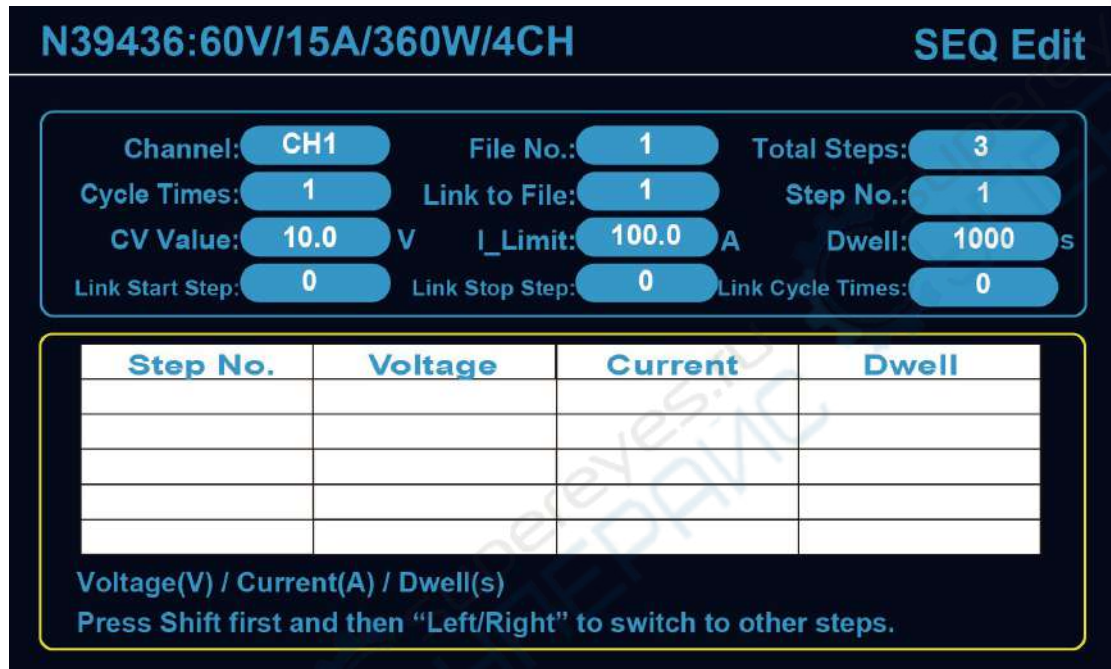 N39436:60V/15A/360W/4CH SEQ Edit
Channel: CH1 File No.: 1 Total Steps: 3
Cycle Times: 1 Link to File: 1 Step No.: 1
CV Value: 10.0 V I_Limit: 100.0 A Dwell: 1000 s
Link Start Step: 0 Link Stop Step: 0 Link Cycle Times: 0
Step No. Voltage Current Dwell
Voltage(V) / Current(A) / Dwell(s)
Press Shift first and then “Left/Right” to switch to other steps.